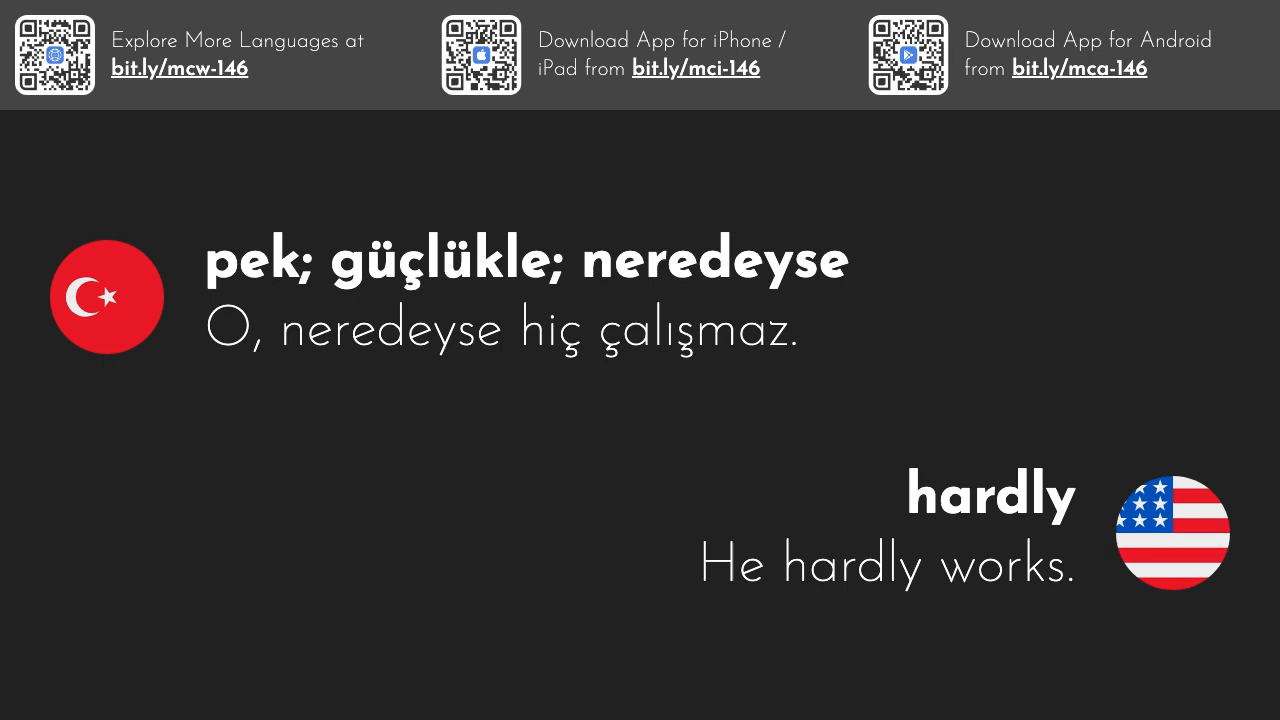 Explore More Languages at
bit.ly/mcw-146
Download App for iPhone /
iPad from bit.ly/mci-146
Download App for Android
from bit.ly/mca-146
pek; güçlükle; neredeyse
O, neredeyse hiç çalışmaz.
hardly
He hardly works.